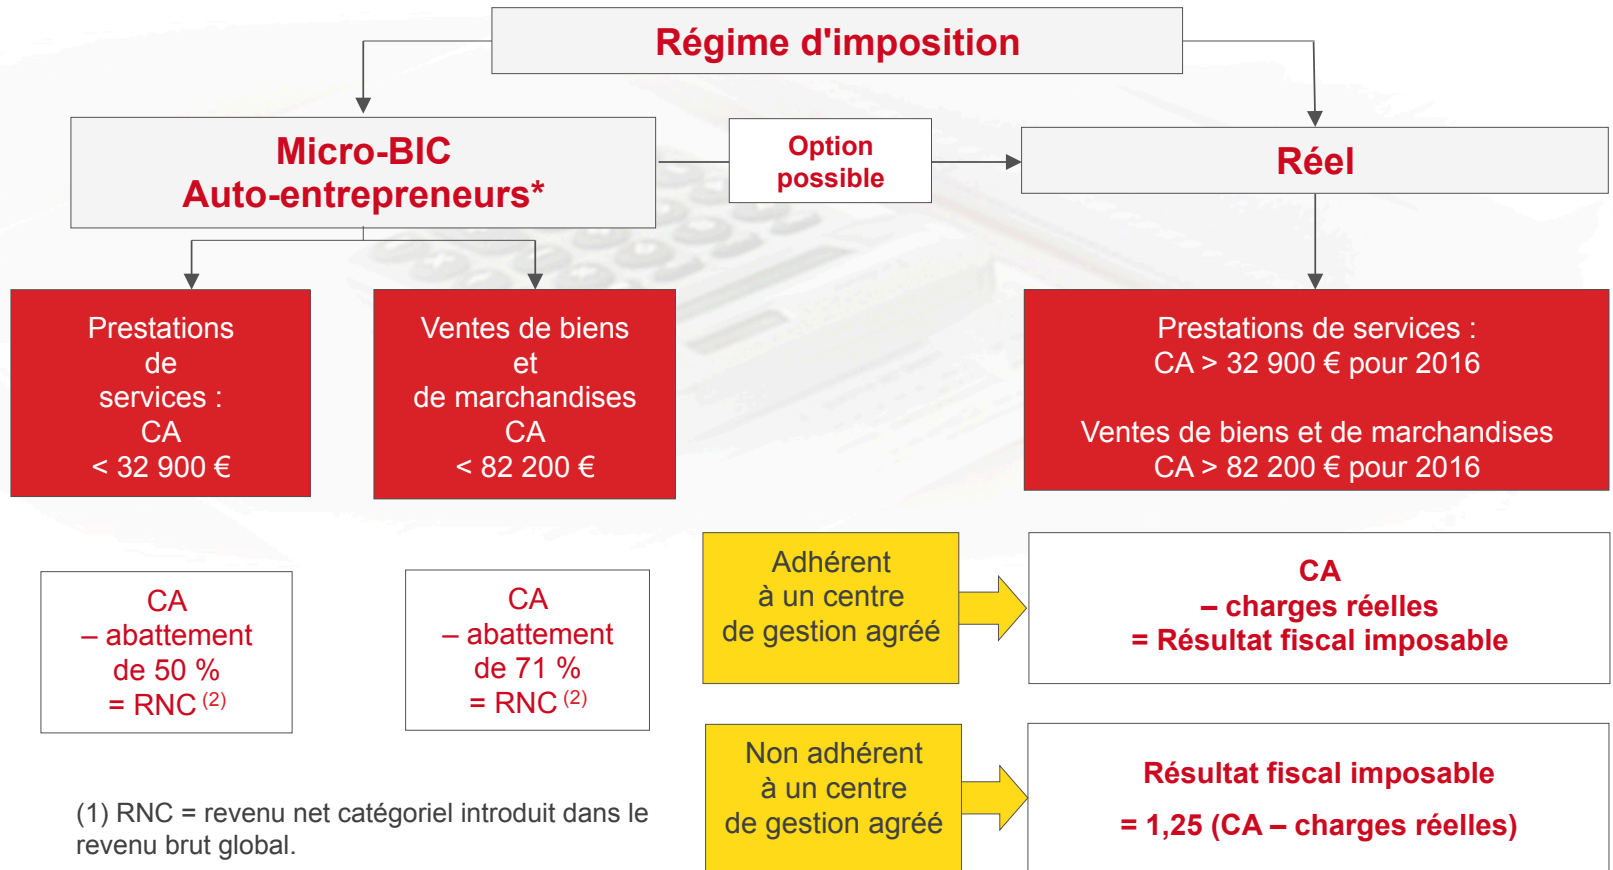 Régime d'imposition
Micro-BIC
Auto-entrepreneurs*
Option
possible
Réel
Prestations
de
services :
CA
< 32 900 €
Ventes de biens
et
de marchandises
CA
< 82 200 €
Prestations de services :
CA > 32 900 € pour 2016
Ventes de biens et de marchandises
CA > 82 200 € pour 2016
CA
– abattement
de 50 %
= RNC (2)
CA
– abattement
de 71 %
= RNC (2)
Adhérent
à un centre
de gestion agréé
CA
– charges réelles
= Résultat fiscal imposable
Non adhérent
à un centre
de gestion agréé
Résultat fiscal imposable
= 1,25 (CA – charges réelles)
(1) RNC = revenu net catégoriel introduit dans le
revenu brut global.